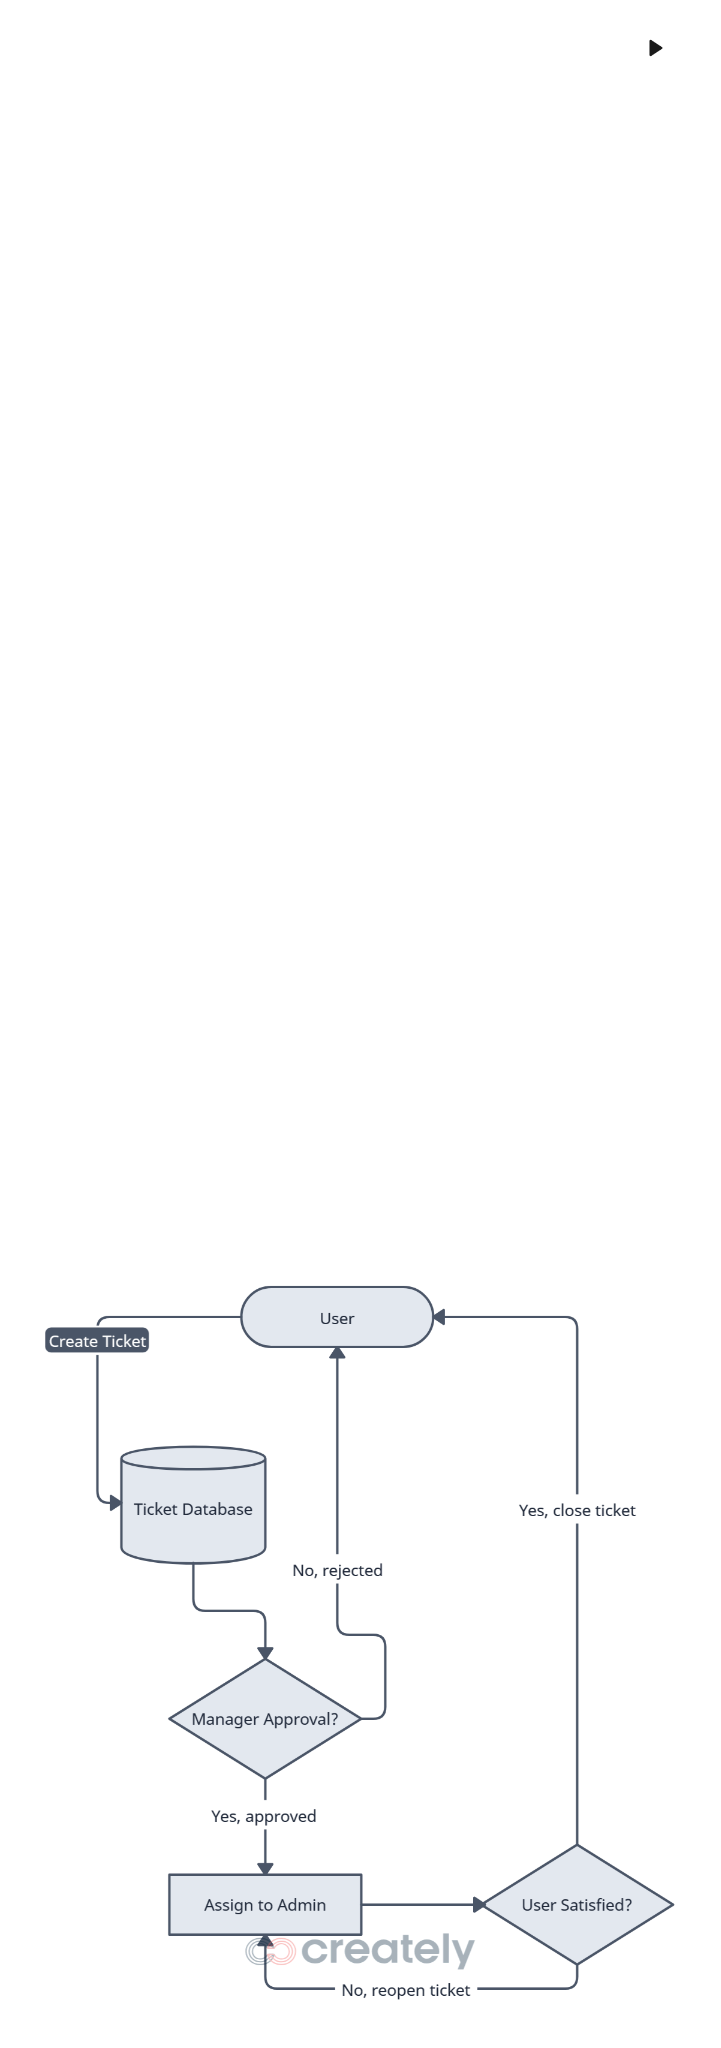 User
Create Ticket
Ticket Database
Yes, close ticket
No, rejected
Manager Approval?
Yes, approved
Assign to Admin
User Satisfied?
creately
No, reopen ticket